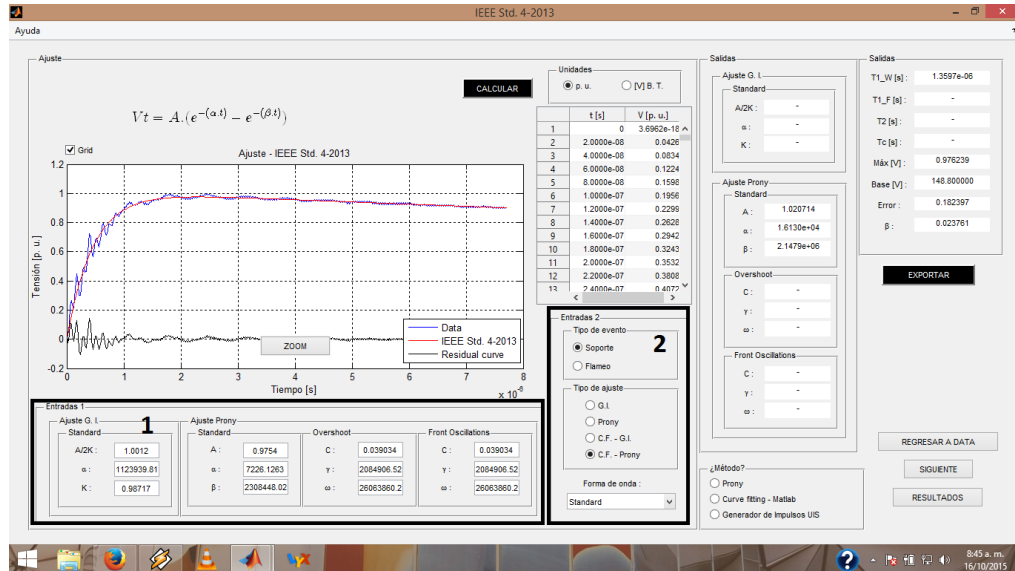 IEEE Std. 4-2013
Ayuda
Ajuste
Vt = A.(e^-(α.t) − e^-(β.t))
CALCULAR
Grid
Ajuste - IEEE Std. 4-2013
Tensión [p. u.]
1.2
1
0.8
0.6
0.4
0.2
0
-0.2
0 1 2 3 4 5 6 7 8
Tiempo [s]
x 10^-6
ZOOM
Data
IEEE Std. 4-2013
Residual curve
Unidades
p. u.
[V] B. T.
t [s] V [p. u.]
1 0 3.6962e-18
2 2.0000e-08 0.0426
3 4.0000e-08 0.0834
4 6.0000e-08 0.1224
5 8.0000e-08 0.1598
6 1.0000e-07 0.1956
7 1.2000e-07 0.2299
8 1.4000e-07 0.2628
9 1.6000e-07 0.2942
10 1.8000e-07 0.3243
11 2.0000e-07 0.3532
12 2.2000e-07 0.3808
13 2.4000e-07 0.4072
Entradas 1
1
Ajuste G. I.
Standard
A/2K : 1.0012
α : 1123939.81
K : 0.98717
Ajuste Prony
Standard
A : 0.9754
α : 7226.1263
β : 2308448.02
Overshoot
C : 0.039034
γ : 2084906.52
ω : 26063860.2
Front Oscillations
C : 0.039034
γ : 2084906.52
ω : 26063860.2
Entradas 2
2
Tipo de evento
Soporte
Flameo
Tipo de ajuste
G.I.
Prony
C.F. - G.I.
C.F. - Prony
Forma de onda :
Standard
Salidas
Ajuste G. I.
Standard
A/2K : -
α : -
K : -
Ajuste Prony
Standard
A : 1.020714
α : 1.6130e+04
β : 2.1479e+06
Overshoot
C : -
γ : -
ω : -
Front Oscillations
C : -
γ : -
ω : -
¿Método?
Prony
Curve fitting - Matlab
Generador de Impulsos UIS
Salidas
T1_W [s] : 1.3597e-06
T1_F [s] : -
T2 [s] : -
Tc [s] : -
Máx [V] : 0.976239
Base [V] : 148.800000
Error : 0.182397
β : 0.023761
EXPORTAR
REGRESAR A DATA
SIGUIENTE
RESULTADOS
8:45 a. m.
16/10/2015